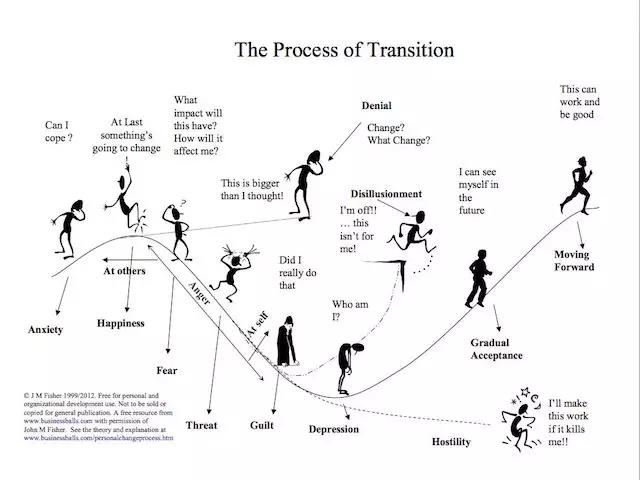 The Process of Transition
Can I
cope ?
At Last
something's
going to change
What
impact will
this have?
How will it
affect me?
Denial
Change?
What Change?
This can
work and
be good
This is bigger
than I thought!
?
Disillusionment
I'm off!!
… this
isn't for
me!
I can see
myself in
the
future
At others
Anger
At self
Did I
really do
that
Who am
I?
Moving
Forward
Anxiety
Happiness
Fear
Threat
Guilt
Depression
Gradual
Acceptance
Hostility
I'll make
this work
if it kills
me!!
© J M Fisher 1999/2012. Free for personal and
organizational development use. Not to be sold or
copied for general publication. A free resource from
www.businessballs.com with permission of
John M Fisher. See the theory and explanation at
www.businessballs.com/personalchangeprocess.htm